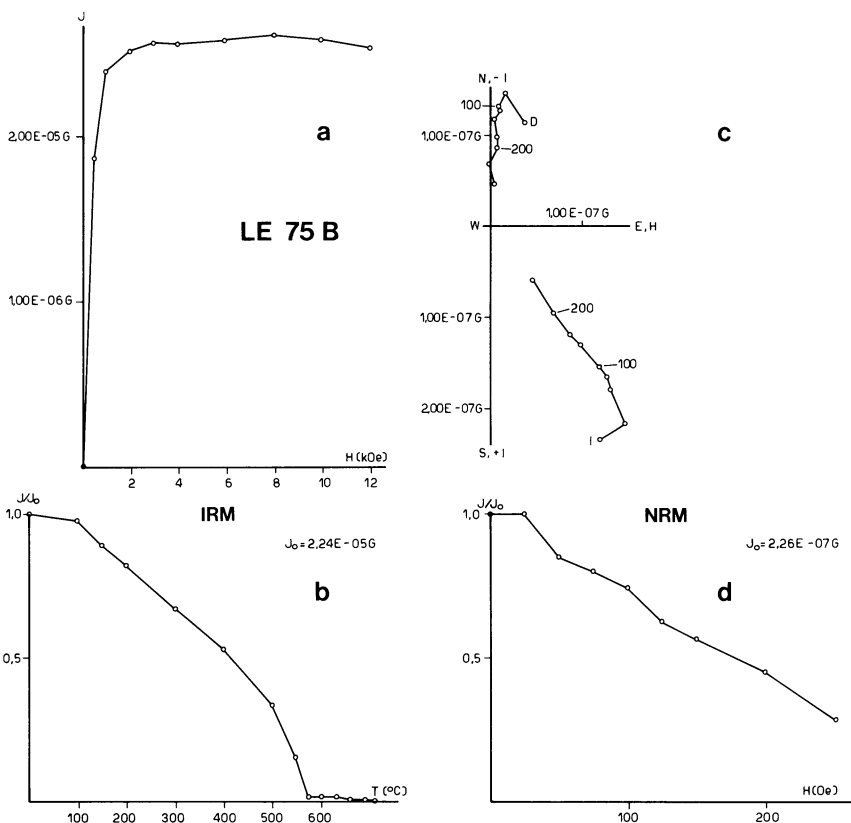 J
a
2,00E-05G
LE 75 B
1,00E-06G
H (kOe)
2 4 6 8 10 12
N,-I
100
D
1,00E-07G
200
c
1,00E-07G
W
E, H
1,00E-07G
200
100
2,00E-07G
I
S, +I
J/Jo
1,0
IRM
Jo=2,24E-05G
b
0,5
T (°C)
100 200 300 400 500 600
J/Jo
1,0
NRM
Jo=2,26E-07G
d
0,5
H(Oe)
100 200